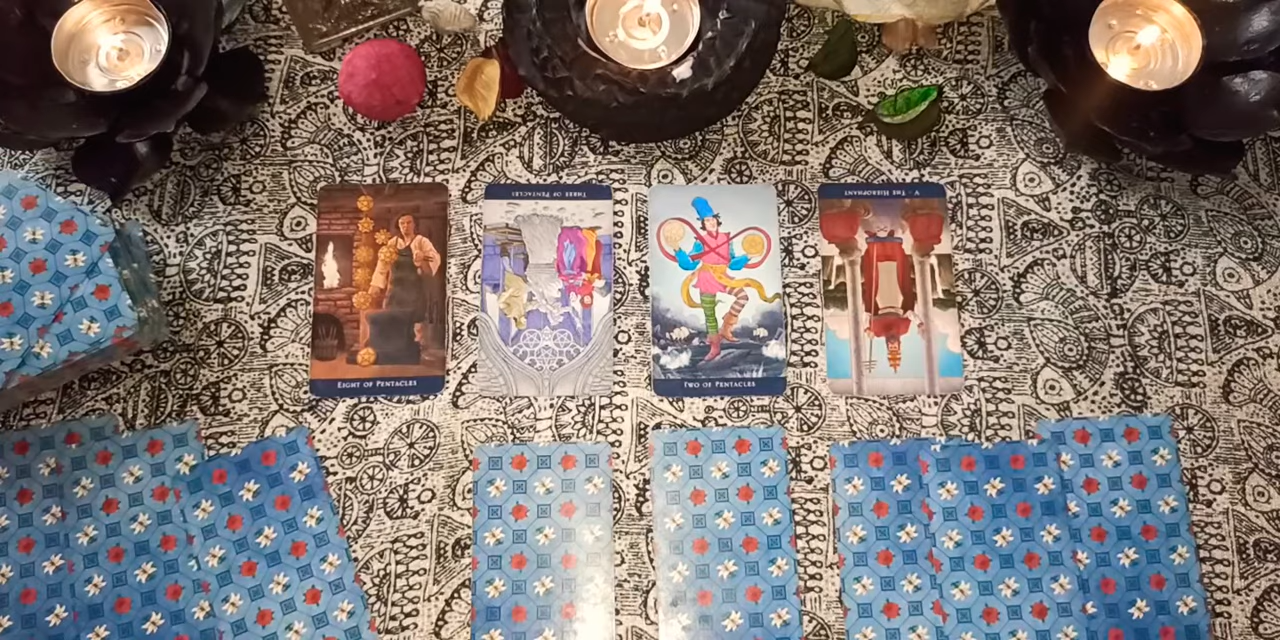 EIGHT OF PENTACLES
THREE OF PENTACLES
TWO OF PENTACLES
V - THE HIEROPHANT